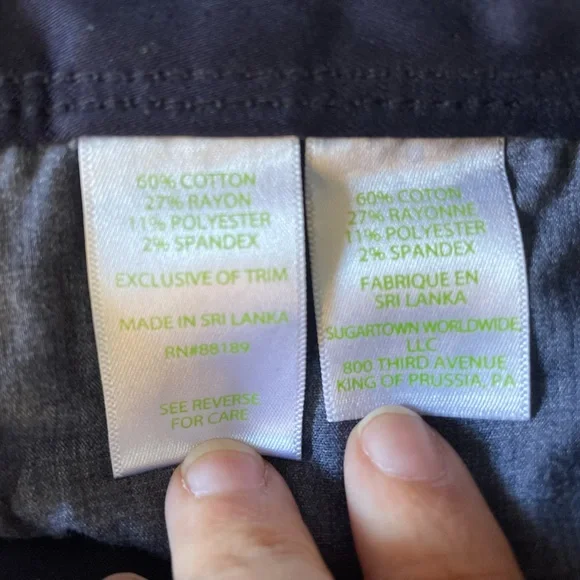 60% COTTON
27% RAYON
11% POLYESTER
2% SPANDEX
EXCLUSIVE OF TRIM
MADE IN SRI LANKA
RN#88189
SEE REVERSE
FOR CARE
60% COTON
27% RAYONNE
11% POLYESTER
2% SPANDEX
FABRIQUE EN
SRI LANKA
SUGARTOWN WORLDWIDE,
LLC
800 THIRD AVENUE
KING OF PRUSSIA, PA